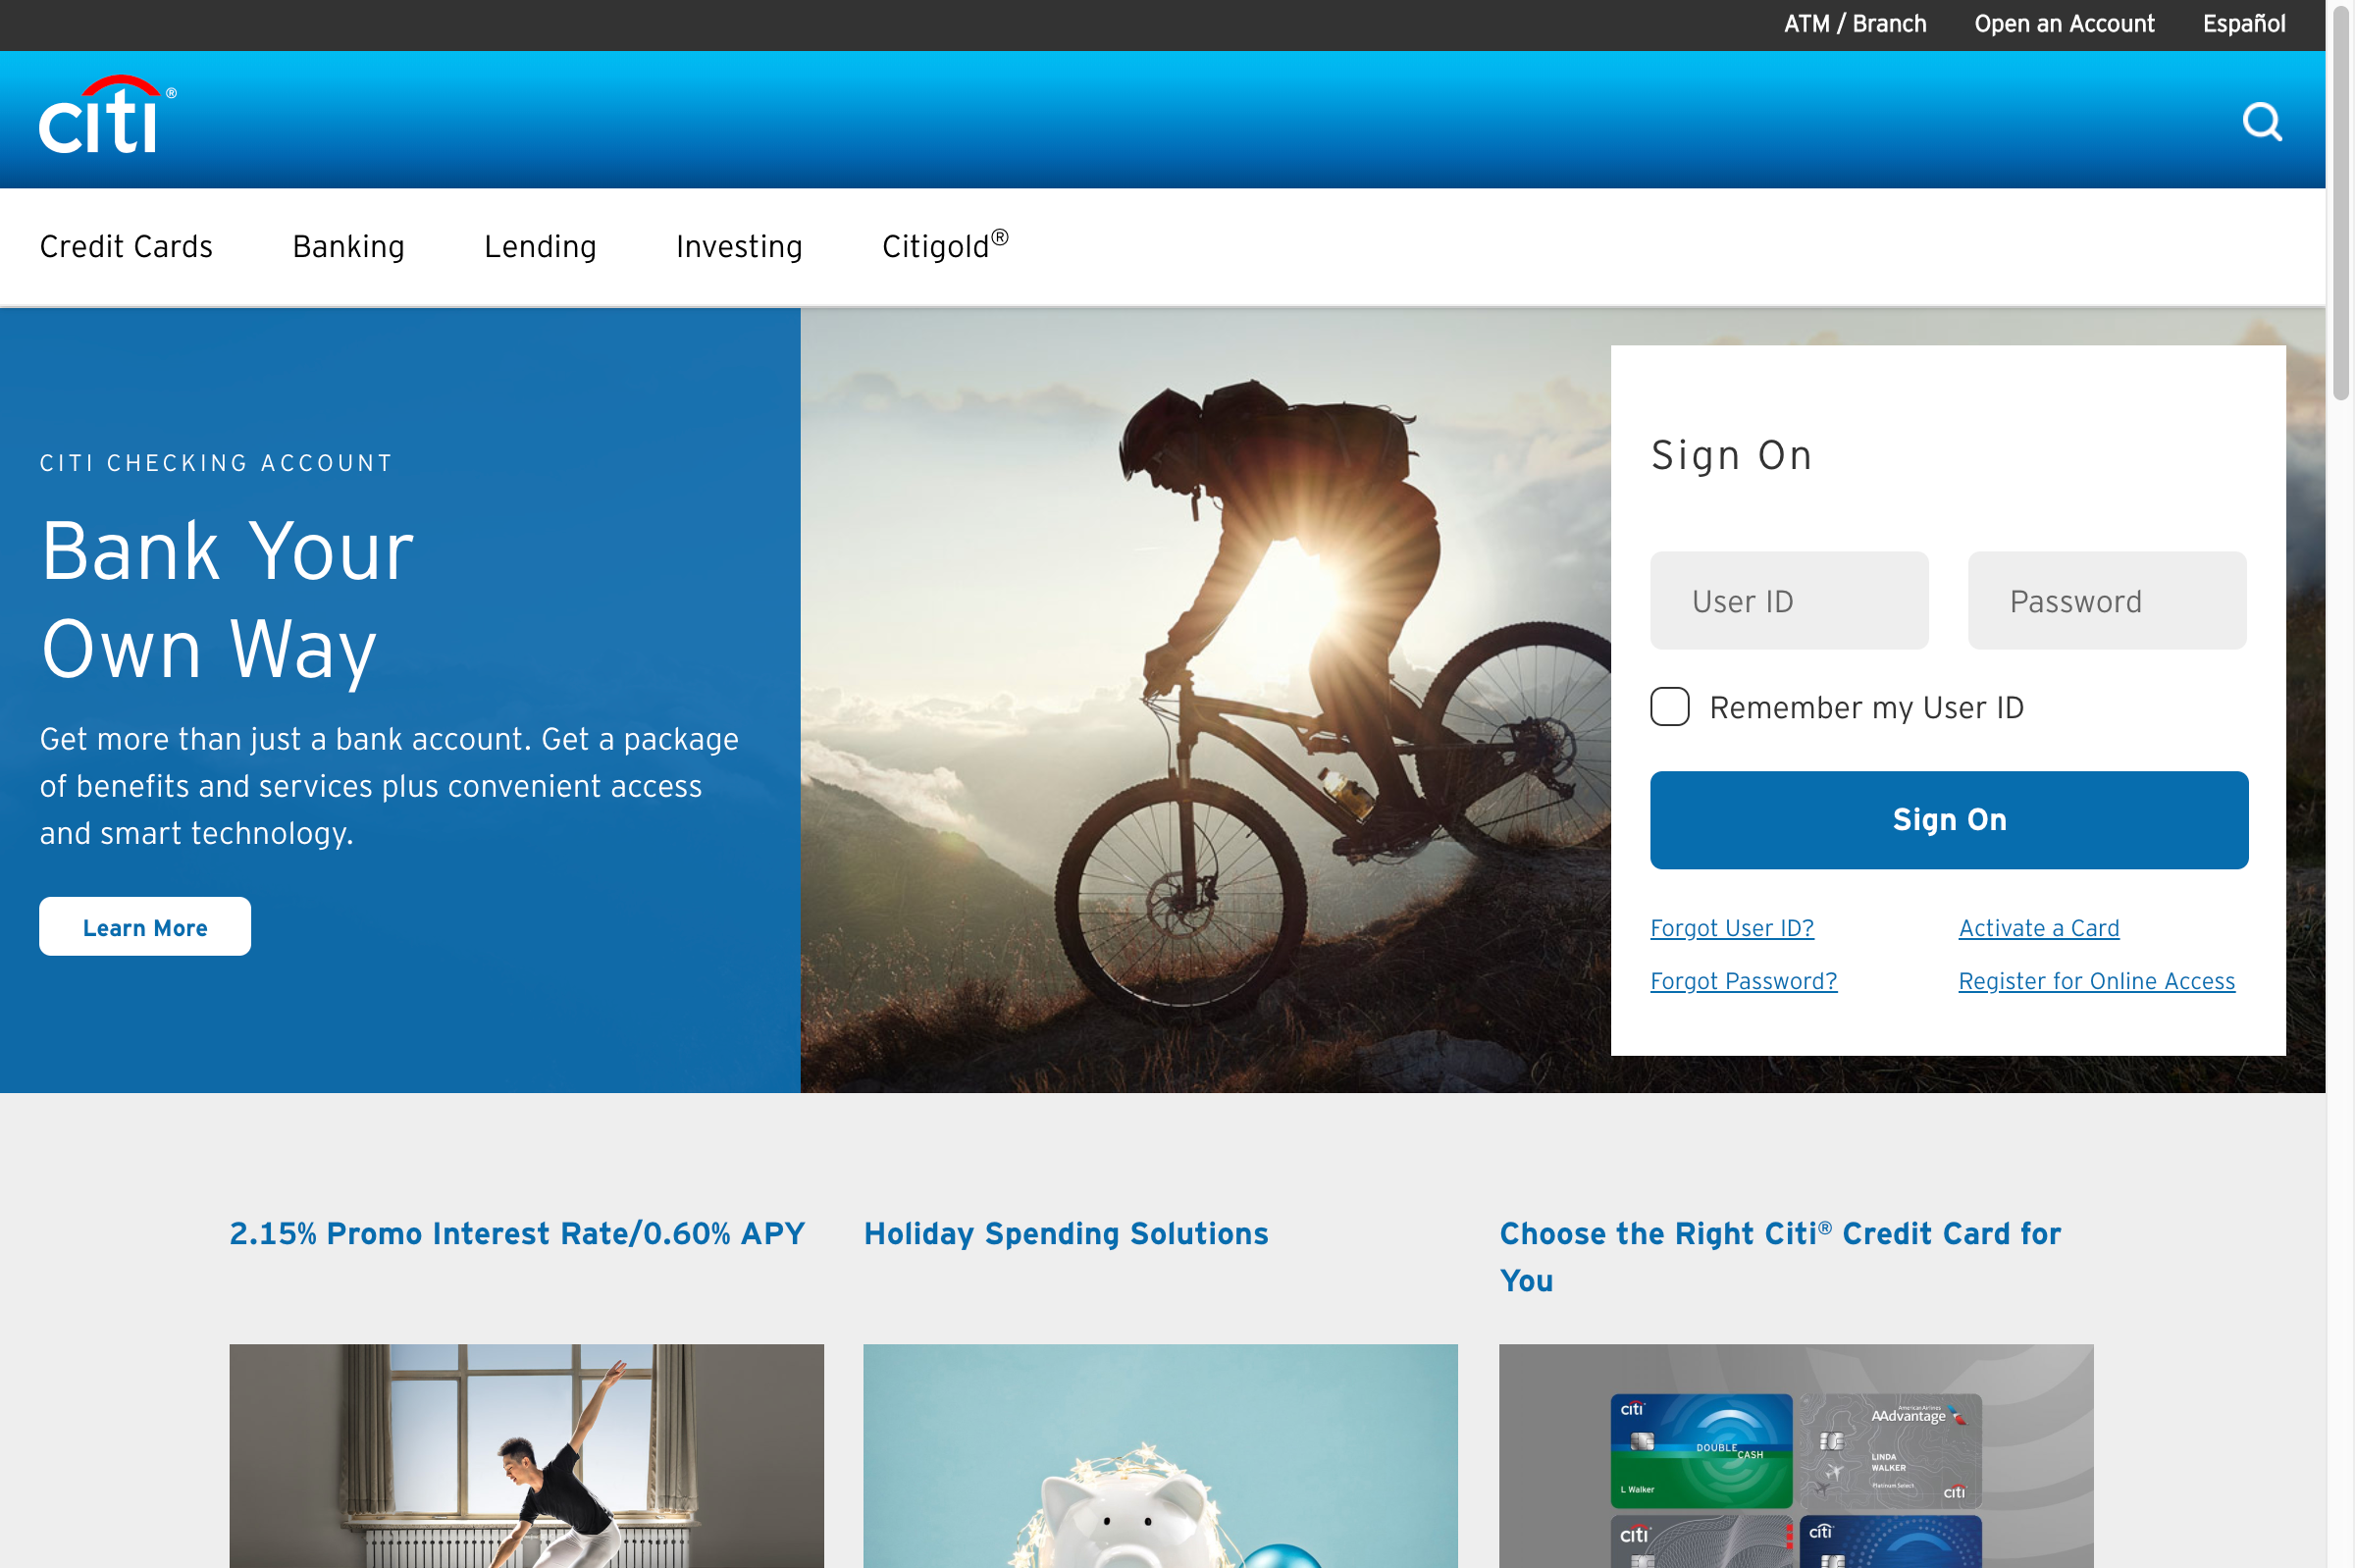 ATM / Branch
Open an Account
Español
citi®
Credit Cards
Banking
Lending
Investing
Citigold®
CITI CHECKING ACCOUNT
Bank Your
Own Way
Get more than just a bank account. Get a package
of benefits and services plus convenient access
and smart technology.
Learn More
Sign On
User ID
Password
Remember my User ID
Sign On
Forgot User ID?
Activate a Card
Forgot Password?
Register for Online Access
2.15% Promo Interest Rate/0.60% APY
Holiday Spending Solutions
Choose the Right Citi® Credit Card for
You
citi
DOUBLE
CASH
L Walker
American Airlines
AAdvantage
LINDA
WALKER
Platinum Select
citi
citi
citi